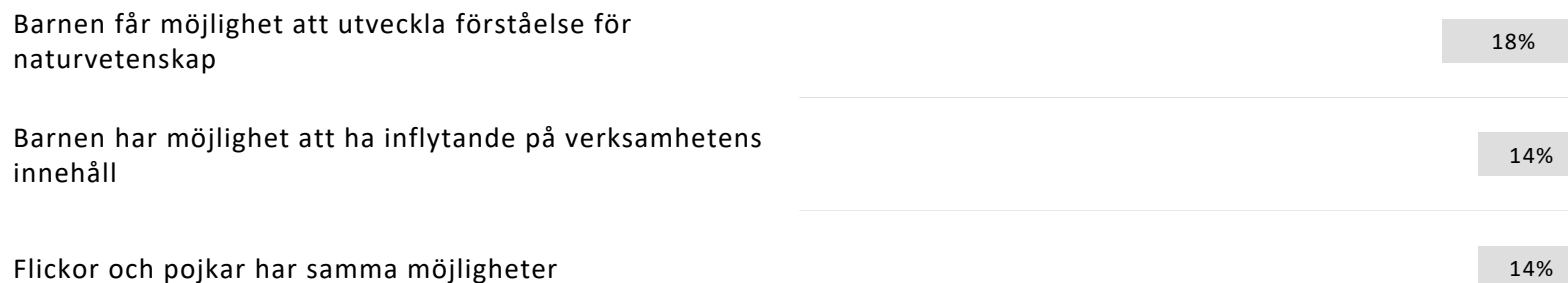 Barnen får möjlighet att utveckla förståelse för
naturvetenskap
18%
Barnen har möjlighet att ha inflytande på verksamhetens
innehåll
14%
Flickor och pojkar har samma möjligheter
14%